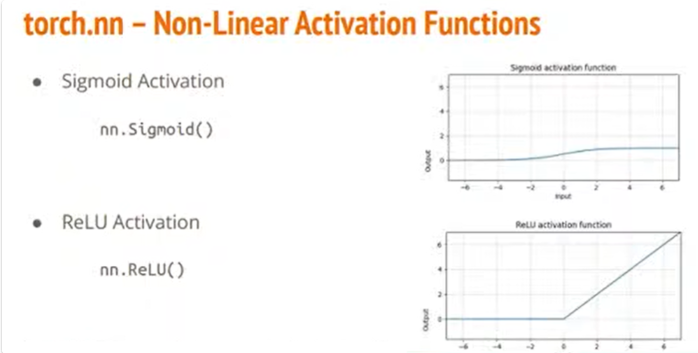 torch.nn – Non-Linear Activation Functions
● Sigmoid Activation
nn.Sigmoid()
Sigmoid activation function
6
4
2
0
Output
-6 -4 -2 0 2 4 6
Input
● ReLU Activation
nn.ReLU()
ReLU activation function
6
4
2
0
Output
-6 -4 -2 0 2 4 6